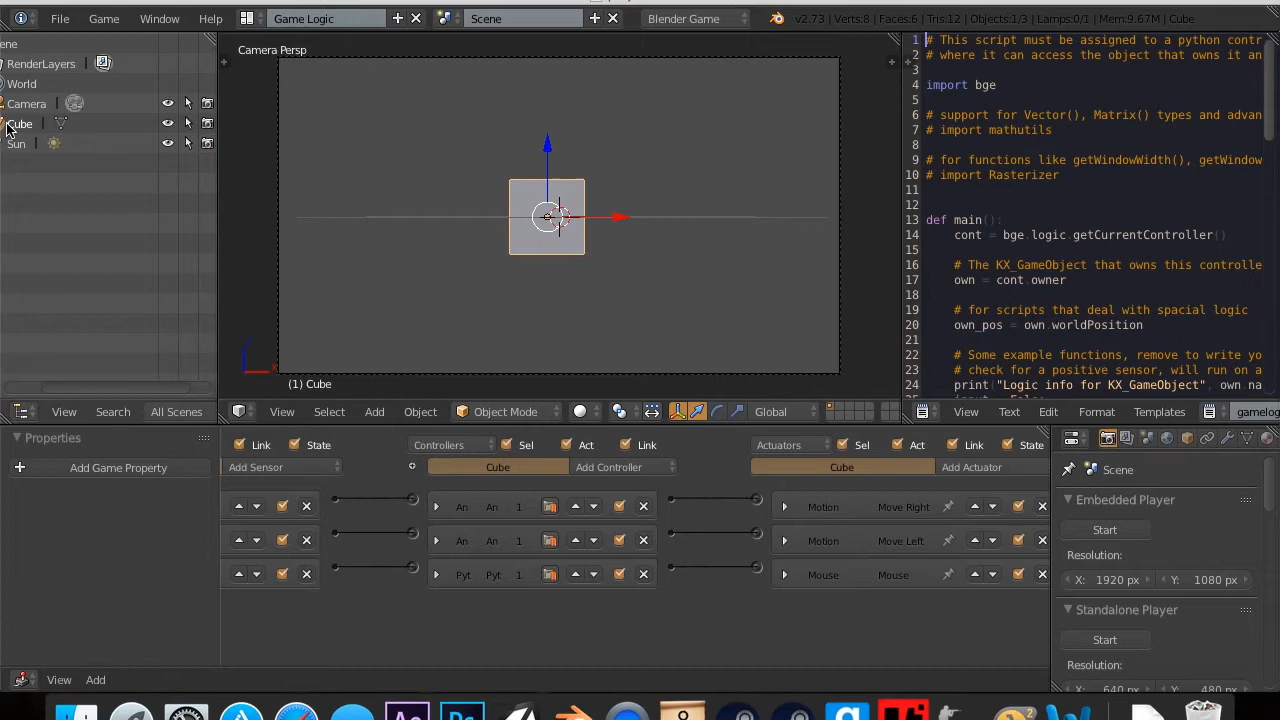 File Game Window Help Game Logic Scene Blender Game v2.73 | Verts:8 | Faces:6 | Tris:12 | Objects:1/3 | Lamps:0/1 | Mem:9.67M | Cube
ene
RenderLayers
World
Camera
Cube
Sun
View Search All Scenes
Camera Persp
(1) Cube
View Select Add Object Object Mode Global
1 # This script must be assigned to a python contr
2 # where it can access the object that owns it an
3
4 import bge
5
6 # support for Vector(), Matrix() types and advan
7 # import mathutils
8
9 # for functions like getWindowWidth(), getWindow
10 # import Rasterizer
11
12
13 def main():
14 cont = bge.logic.getCurrentController()
15
16 # The KX_GameObject that owns this controlle
17 own = cont.owner
18
19 # for scripts that deal with spacial logic
20 own_pos = own.worldPosition
21
22 # Some example functions, remove to write yo
23 # check for a positive sensor, will run on a
24 print("Logic info for KX_GameObject", own na
View Text Edit Format Templates gamelog
Properties
Add Game Property
Link State Controllers Sel Act Link Actuators Sel Act Link State
Add Sensor Cube Add Controller Cube Add Actuator
An An 1 Motion Move Right
An An 1 Motion Move Left
Pyt Pyt 1 Mouse Mouse
View Add
Scene
Embedded Player
Start
Resolution:
X: 1920 px Y: 1080 px
Standalone Player
Start
Resolution:
X: 640 px Y: 480 px
Ae Ps